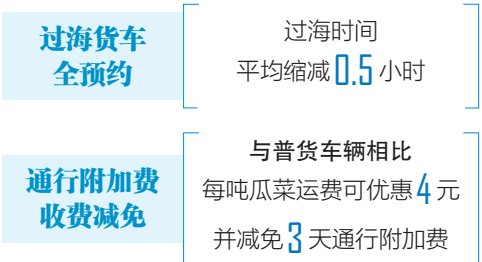 过海货车
全预约
过海时间
平均缩减0.5小时
通行附加费
收费减免
与普货车辆相比
每吨瓜菜运费可优惠4元
并减免3天通行附加费